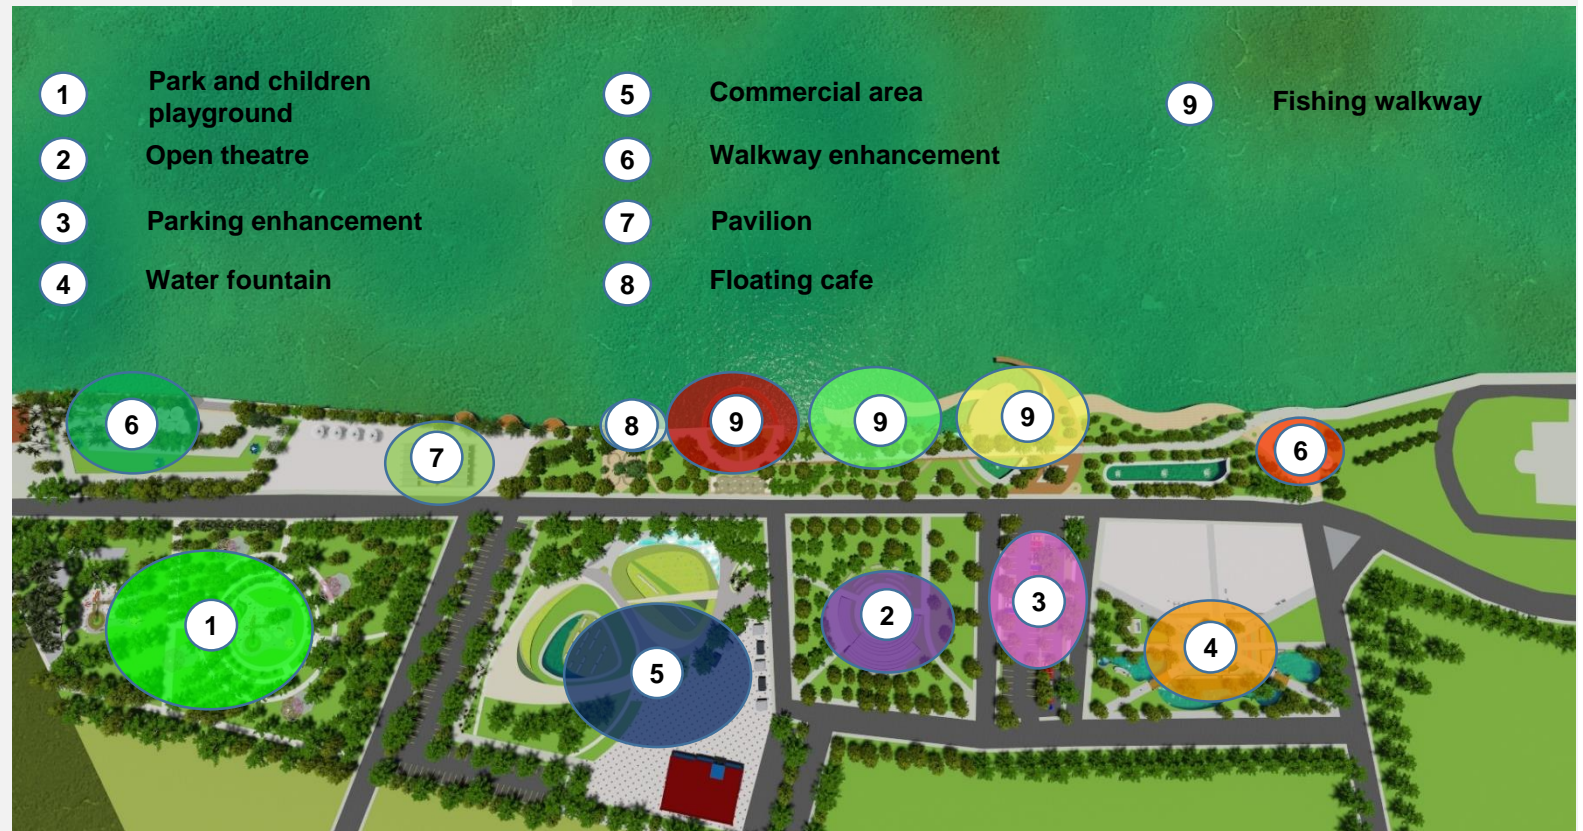 1 Park and children
playground
2 Open theatre
3 Parking enhancement
4 Water fountain
5 Commercial area
6 Walkway enhancement
7 Pavilion
8 Floating cafe
9 Fishing walkway
6
7
8
9
9
9
6
1
5
2
3
4